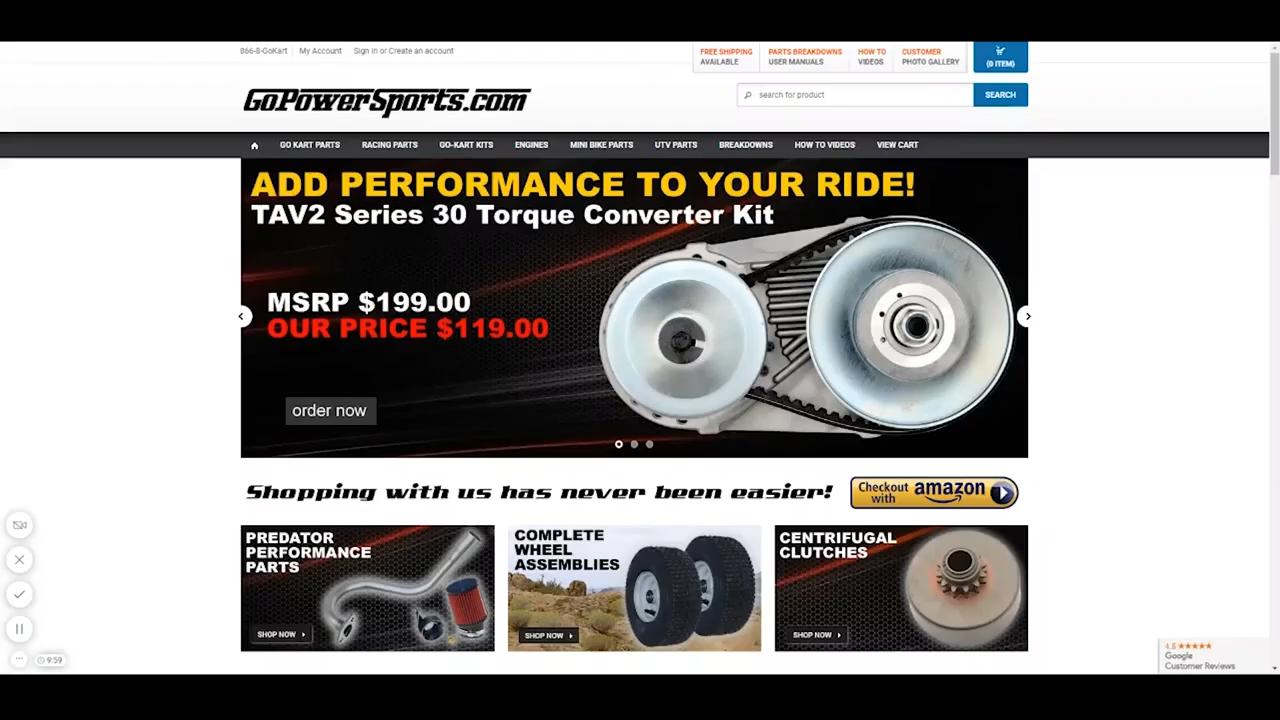 866-8-GoKart
My Account
Sign in or Create an account
FREE SHIPPING
AVAILABLE
PARTS BREAKDOWNS
USER MANUALS
HOW TO
VIDEOS
CUSTOMER
PHOTO GALLERY
(0 ITEM)
GoPowerSports.com
search for product
SEARCH
GO KART PARTS
RACING PARTS
GO-KART KITS
ENGINES
MINI BIKE PARTS
UTV PARTS
BREAKDOWNS
HOW TO VIDEOS
VIEW CART
ADD PERFORMANCE TO YOUR RIDE!
TAV2 Series 30 Torque Converter Kit
MSRP $199.00
OUR PRICE $119.00
order now
Shopping with us has never been easier!
Checkout
with amazon
PREDATOR
PERFORMANCE
PARTS
SHOP NOW
COMPLETE
WHEEL
ASSEMBLIES
SHOP NOW
CENTRIFUGAL
CLUTCHES
SHOP NOW
9:59
4.8
Google
Customer Reviews